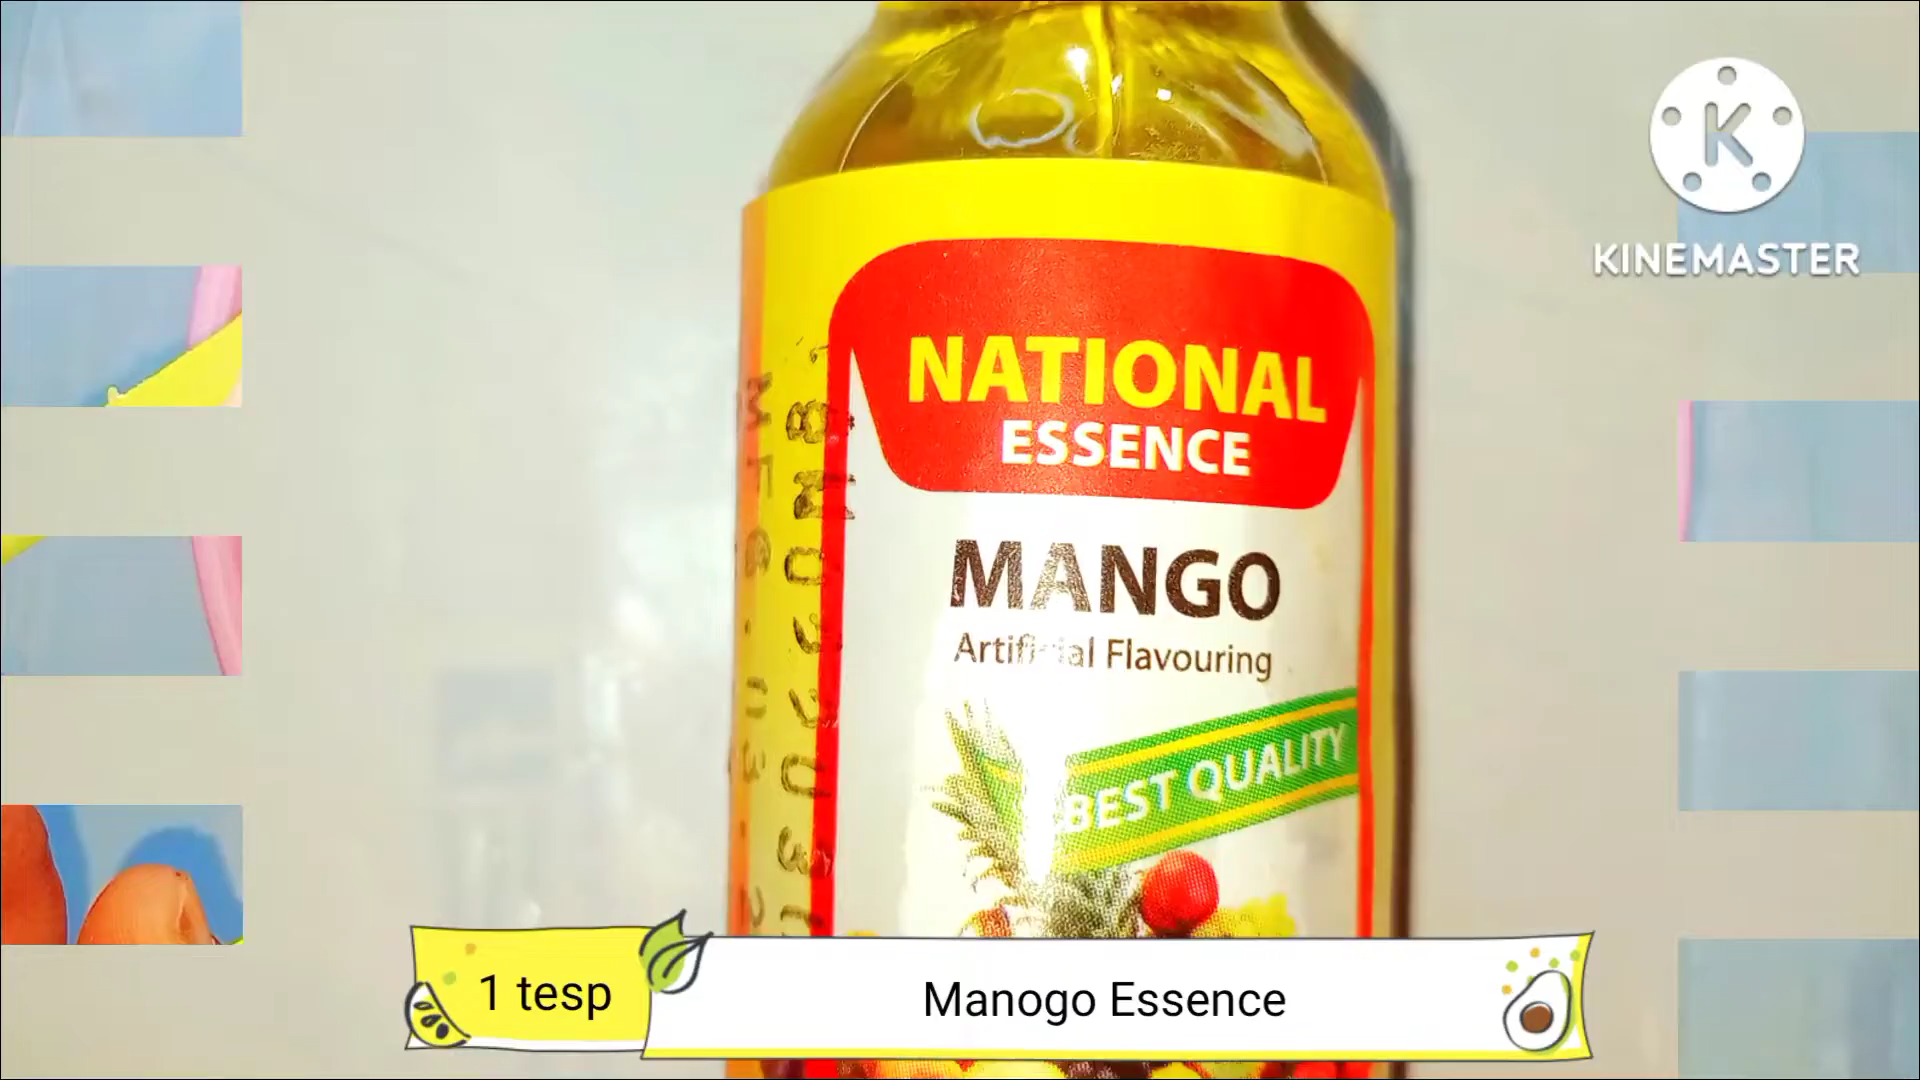 K
KINEMASTER
NATIONAL
ESSENCE
MANGO
Artificial Flavouring
BEST QUALITY
1 tesp
Manogo Essence